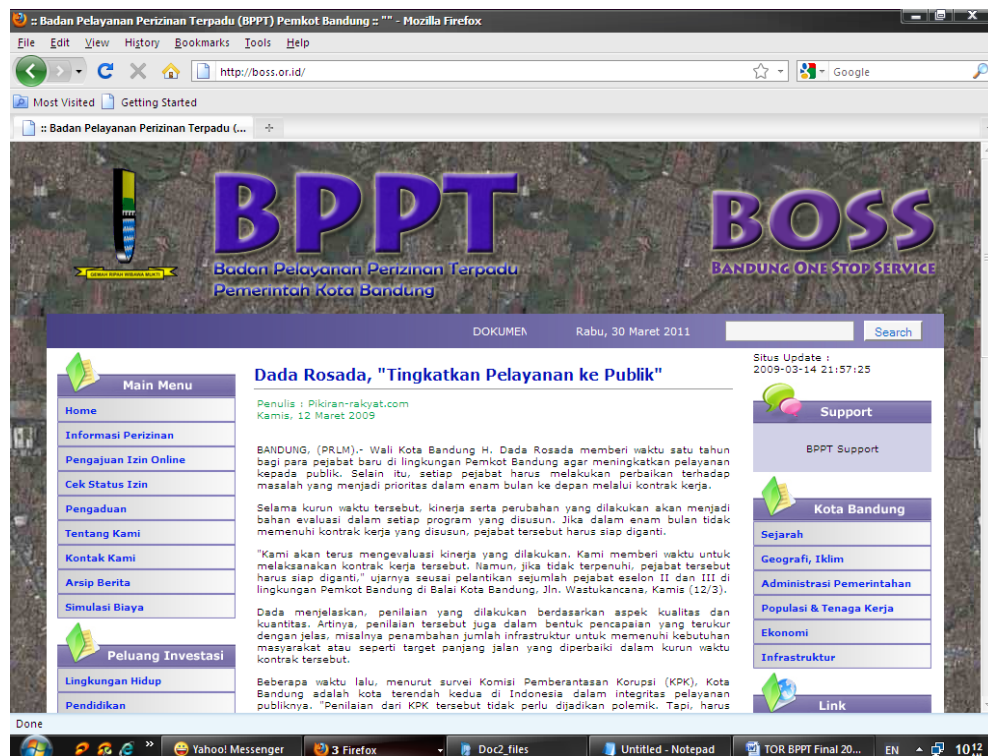 :: Badan Pelayanan Perizinan Terpadu (BPPT) Pemkot Bandung :: "" - Mozilla Firefox
File Edit View History Bookmarks Tools Help
http://boss.or.id/
Google
Most Visited Getting Started
:: Badan Pelayanan Perizinan Terpadu (...
BPPT
Badan Pelayanan Perizinan Terpadu
Pemerintah Kota Bandung
BOSS
BANDUNG ONE STOP SERVICE
DOKUMEN
Rabu, 30 Maret 2011
Search
Main Menu
Home
Informasi Perizinan
Pengajuan Izin Online
Cek Status Izin
Pengaduan
Tentang Kami
Kontak Kami
Arsip Berita
Simulasi Biaya
Peluang Investasi
Lingkungan Hidup
Pendidikan
Dada Rosada, "Tingkatkan Pelayanan ke Publik"
Penulis : Pikiran-rakyat.com
Kamis, 12 Maret 2009
BANDUNG, (PRLM).- Wali Kota Bandung H. Dada Rosada memberi waktu satu tahun
bagi para pejabat baru di lingkungan Pemkot Bandung agar meningkatkan pelayanan
kepada publik. Selain itu, setiap pejabat harus melakukan perbaikan terhadap
masalah yang menjadi prioritas dalam enam bulan ke depan melalui kontrak kerja.
Selama kurun waktu tersebut, kinerja serta perubahan yang dilakukan akan menjadi
bahan evaluasi dalam setiap program yang disusun. Jika dalam enam bulan tidak
memenuhi kontrak kerja yang disusun, pejabat tersebut harus siap diganti.
"Kami akan terus mengevaluasi kinerja yang dilakukan. Kami memberi waktu untuk
melaksanakan kontrak kerja tersebut. Namun, jika tidak terpenuhi, pejabat tersebut
harus siap diganti," ujarnya seusai pelantikan sejumlah pejabat eselon II dan III di
lingkungan Pemkot Bandung di Balai Kota Bandung, Jln. Wastukancana, Kamis (12/3).
Dada menjelaskan, penilaian yang dilakukan berdasarkan aspek kualitas dan
kuantitas. Artinya, penilaian tersebut juga dalam bentuk pencapaian yang terukur
dengan jelas, misalnya penambahan jumlah infrastruktur untuk memenuhi kebutuhan
masyarakat atau seperti target panjang jalan yang diperbaiki dalam kurun waktu
kontrak tersebut.
Beberapa waktu lalu, menurut survei Komisi Pemberantasan Korupsi (KPK), Kota
Bandung adalah kota terendah kedua di Indonesia dalam integritas pelayanan
publiknya. "Penilaian dari KPK tersebut tidak perlu dijadikan polemik. Tapi, harus
Situs Update :
2009-03-14 21:57:25
Support
BPPT Support
Kota Bandung
Sejarah
Geografi, Iklim
Administrasi Pemerintahan
Populasi & Tenaga Kerja
Ekonomi
Infrastruktur
Link
Done
Yahoo! Messenger
3 Firefox
Doc2_files
Untitled - Notepad
TOR BPPT Final 20...
EN